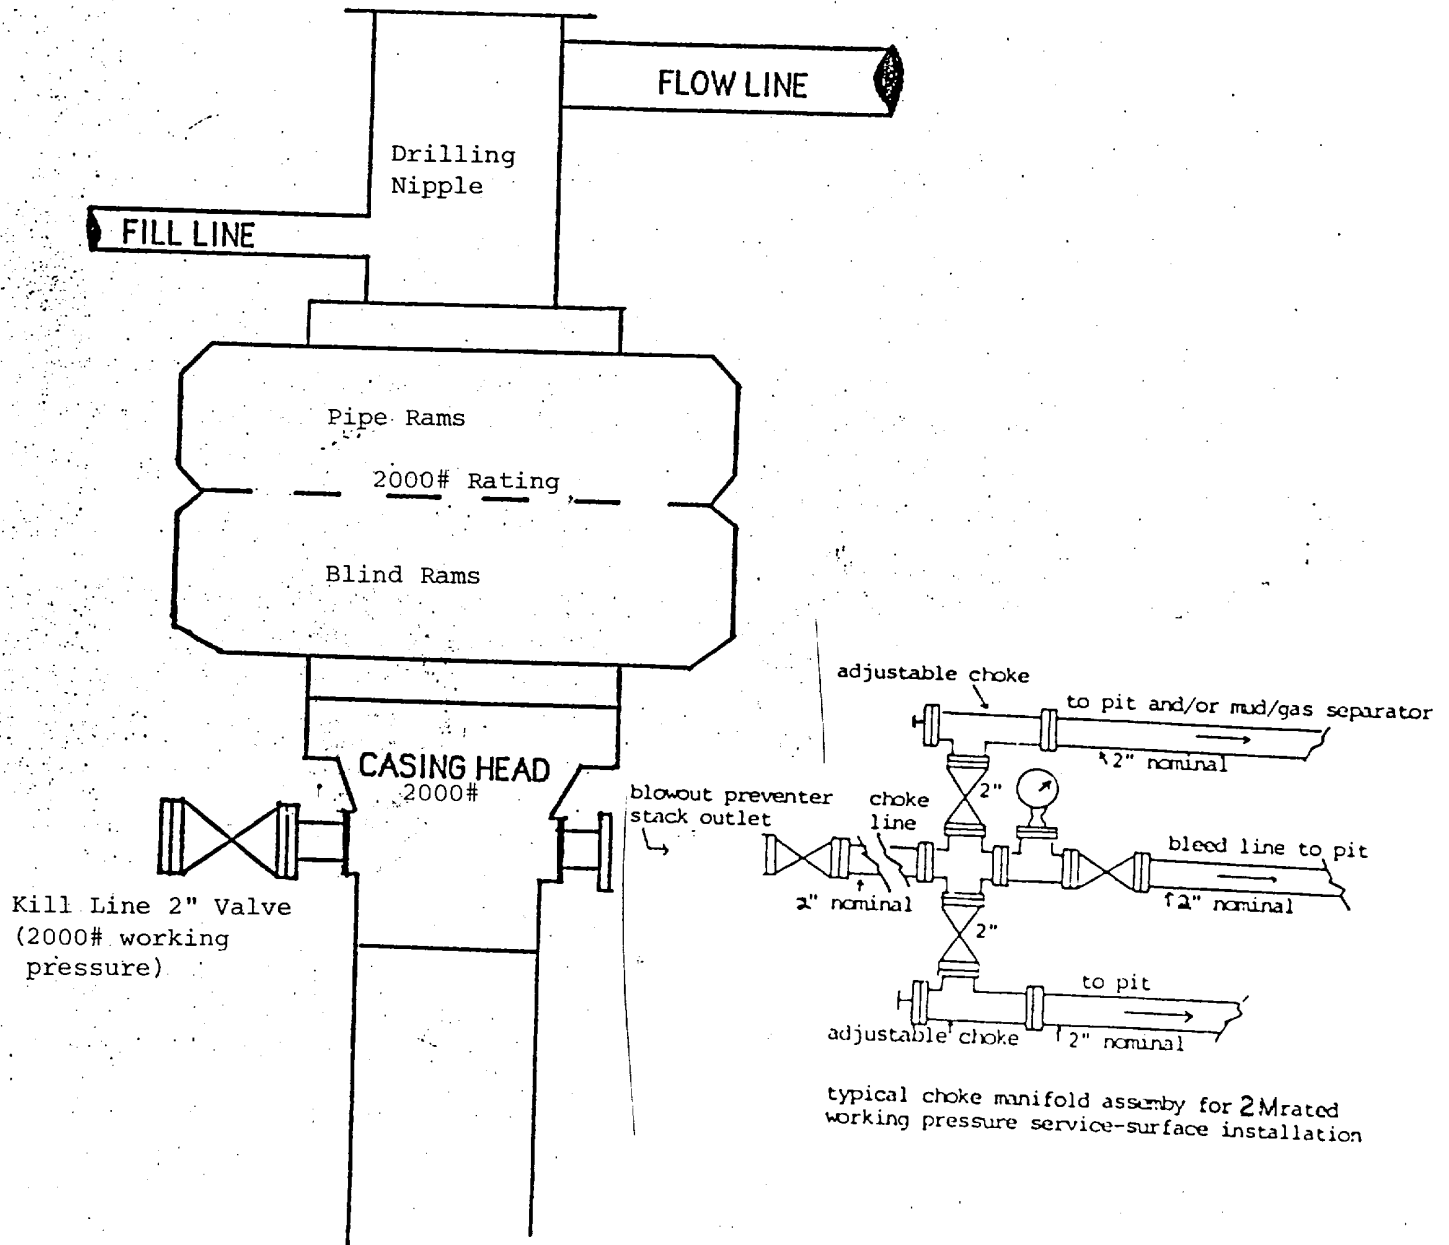 FLOW LINE
Drilling
Nipple
FILL LINE
Pipe Rams
2000# Rating
Blind Rams
CASING HEAD
2000#
Kill Line 2" Valve
(2000# working
pressure)
blowout preventer
stack outlet
adjustable choke
to pit and/or mud/gas separator
2" nominal
2"
choke
line
bleed line to pit
2" nominal
2" nominal
2"
to pit
adjustable choke
2" nominal
typical choke manifold assemby for 2M rated
working pressure service-surface installation